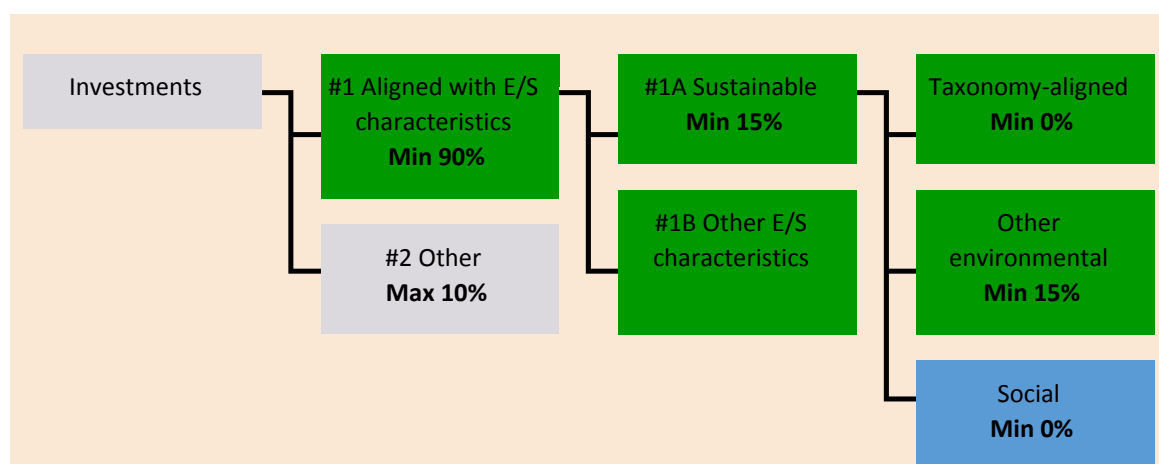 Investments
#1 Aligned with E/S
characteristics
Min 90%
#2 Other
Max 10%
#1A Sustainable
Min 15%
#1B Other E/S
characteristics
Taxonomy-aligned
Min 0%
Other
environmental
Min 15%
Social
Min 0%